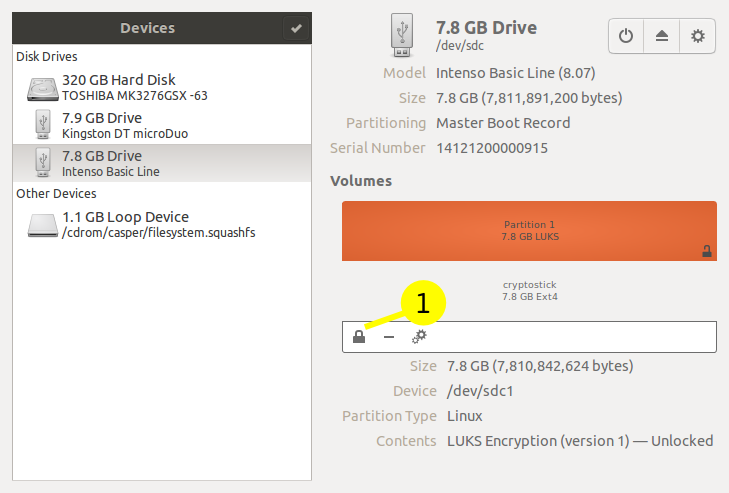 Devices
Disk Drives
320 GB Hard Disk
TOSHIBA MK3276GSX -63
7.9 GB Drive
Kingston DT microDuo
7.8 GB Drive
Intenso Basic Line
Other Devices
1.1 GB Loop Device
/cdrom/casper/filesystem.squashfs
7.8 GB Drive
/dev/sdc
Model Intenso Basic Line (8.07)
Size 7.8 GB (7,811,891,200 bytes)
Partitioning Master Boot Record
Serial Number 14121200000915
Volumes
Partition 1
7.8 GB LUKS
cryptostick
7.8 GB Ext4
1
Size 7.8 GB (7,810,842,624 bytes)
Device /dev/sdc1
Partition Type Linux
Contents LUKS Encryption (version 1) — Unlocked